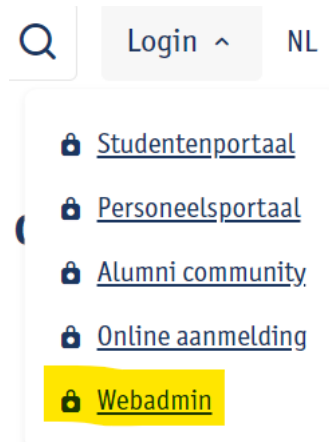 Login NL
Studentenportaal
Personeelsportaal
Alumni community
Online aanmelding
Webadmin